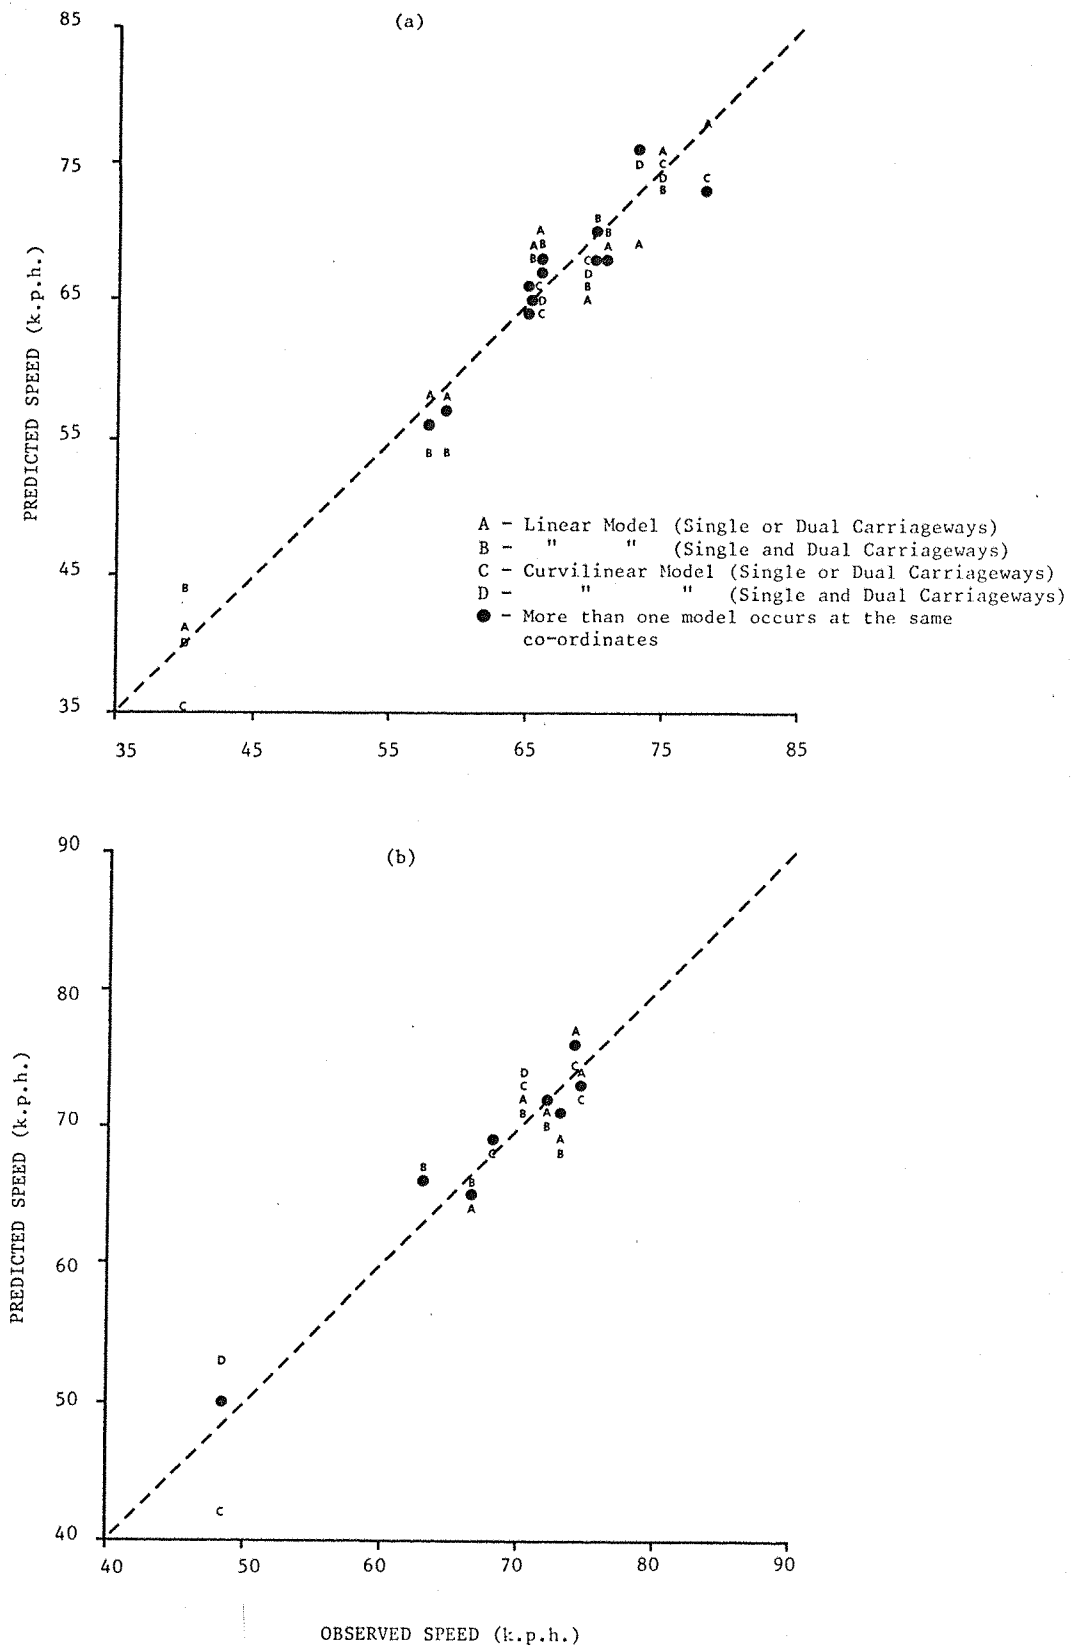 (a)
85
75
65
55
45
35
PREDICTED SPEED (k.p.h.)
A
A
C
D
B
D
C
A
B
B
A
A
A B
A B
B
C
D
C
C
D
B
A
A A
B B
B
A
D
C
A - Linear Model (Single or Dual Carriageways)
B - " " (Single and Dual Carriageways)
C - Curvilinear Model (Single or Dual Carriageways)
D - " " (Single and Dual Carriageways)
● - More than one model occurs at the same
co-ordinates
35 45 55 65 75 85
(b)
90
80
70
60
50
40
PREDICTED SPEED (k.p.h.)
A
C A
C
D
C
A
B
A
B
A
B
C
B
B
A
D
C
40 50 60 70 80 90
OBSERVED SPEED (k.p.h.)